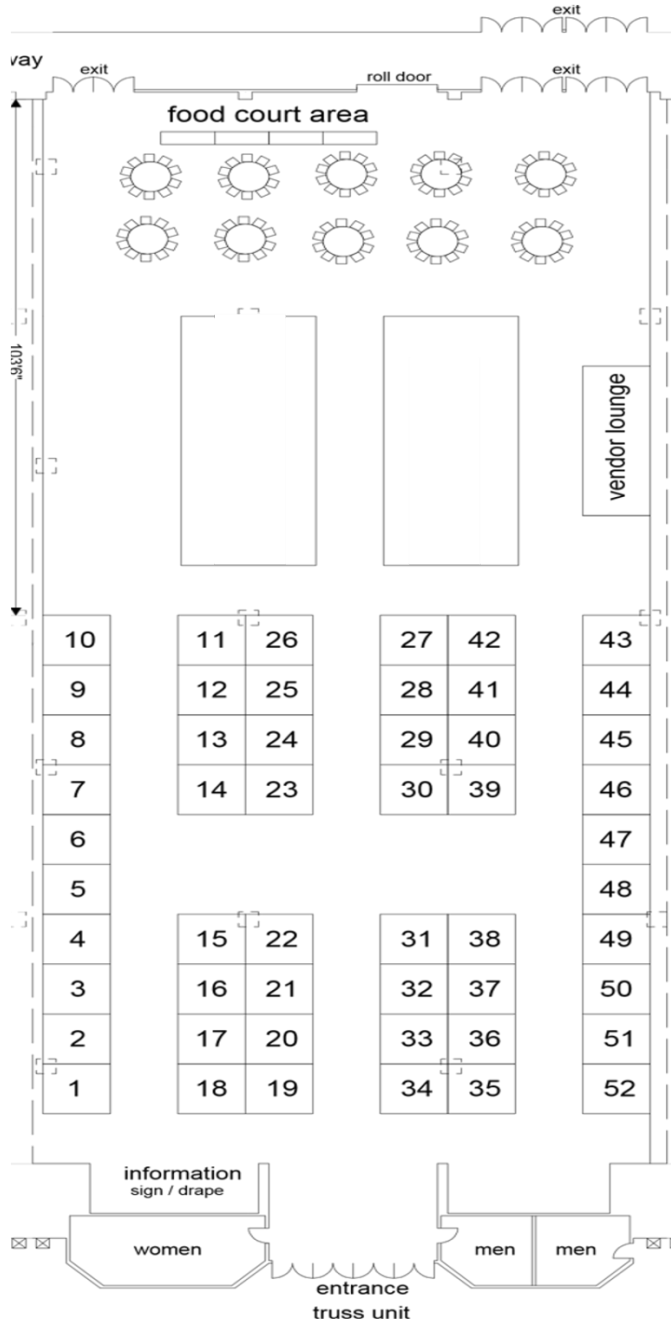 exit
way
exit
roll door
exit
food court area
103'6"
vendor lounge
10 11 26 27 42 43
9 12 25 28 41 44
8 13 24 29 40 45
7 14 23 30 39 46
6 47
5 48
4 15 22 31 38 49
3 16 21 32 37 50
2 17 20 33 36 51
1 18 19 34 35 52
information
sign / drape
women
men
men
entrance
truss unit